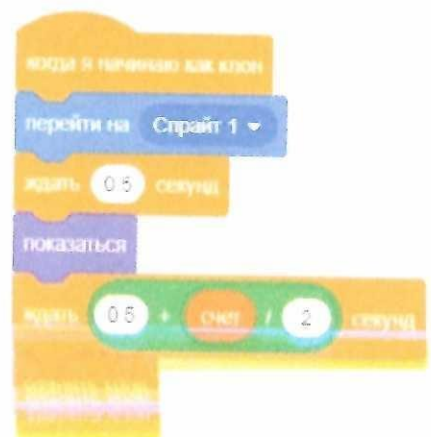 когда я начинаю как клон
перейти на Спрайт 1
ждать 0.5 секунд
показаться
ждать 0.5 + счет / 2 секунд